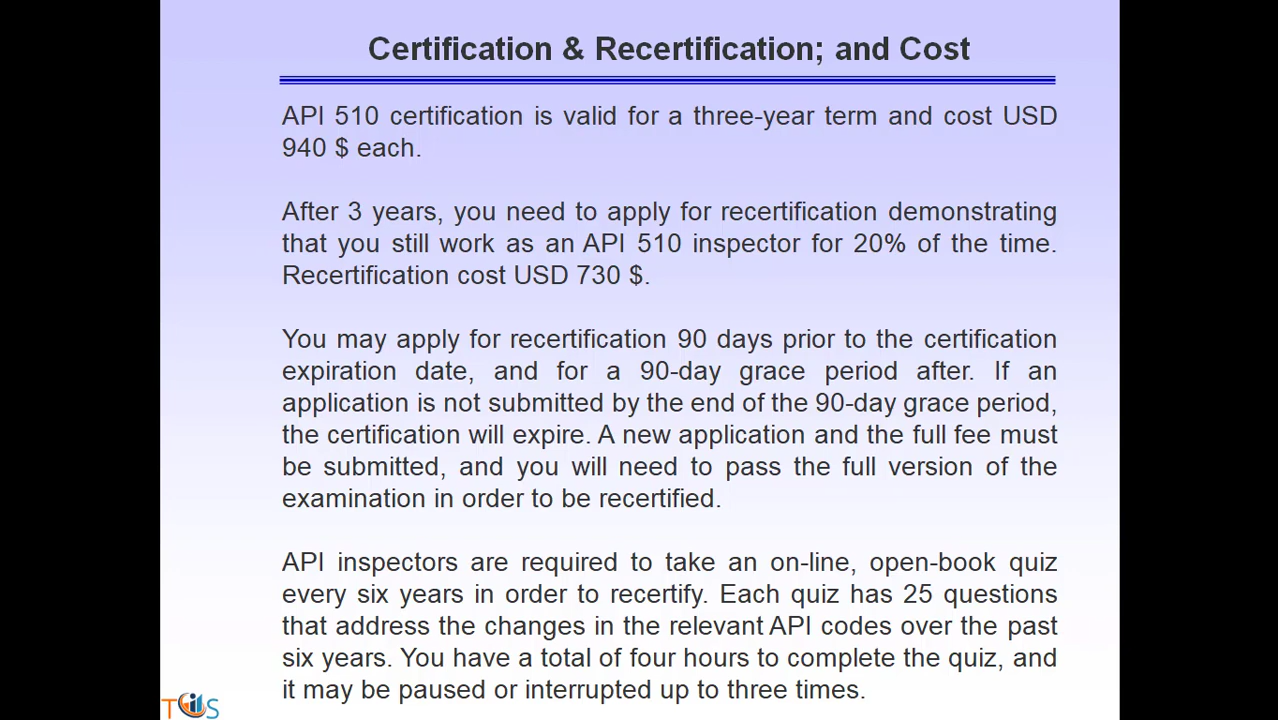 Certification & Recertification; and Cost
API 510 certification is valid for a three-year term and cost USD
940 $ each.
After 3 years, you need to apply for recertification demonstrating
that you still work as an API 510 inspector for 20% of the time.
Recertification cost USD 730 $.
You may apply for recertification 90 days prior to the certification
expiration date, and for a 90-day grace period after. If an
application is not submitted by the end of the 90-day grace period,
the certification will expire. A new application and the full fee must
be submitted, and you will need to pass the full version of the
examination in order to be recertified.
API inspectors are required to take an on-line, open-book quiz
every six years in order to recertify. Each quiz has 25 questions
that address the changes in the relevant API codes over the past
six years. You have a total of four hours to complete the quiz, and
it may be paused or interrupted up to three times.